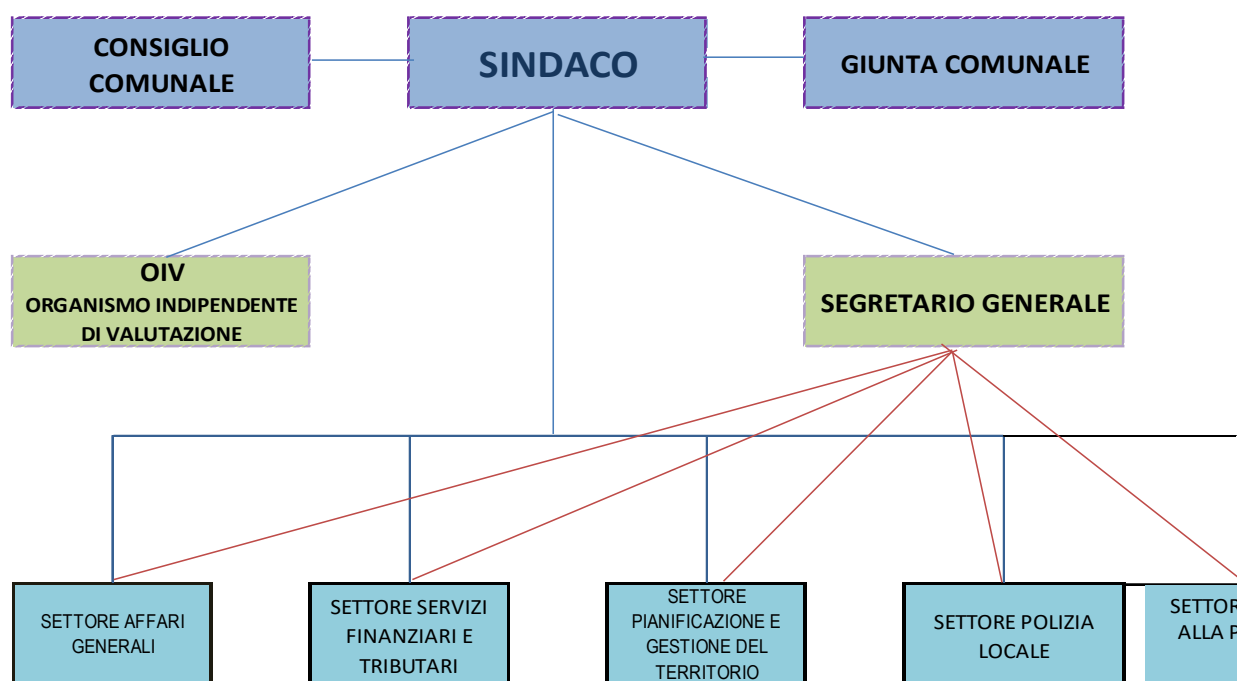 CONSIGLIO
COMUNALE
SINDACO
GIUNTA COMUNALE
OIV
ORGANISMO INDIPENDENTE
DI VALUTAZIONE
SEGRETARIO GENERALE
SETTORE AFFARI
GENERALI
SETTORE SERVIZI
FINANZIARI E
TRIBUTARI
SETTORE
PIANIFICAZIONE E
GESTIONE DEL
TERRITORIO
SETTORE POLIZIA
LOCALE
ALLA